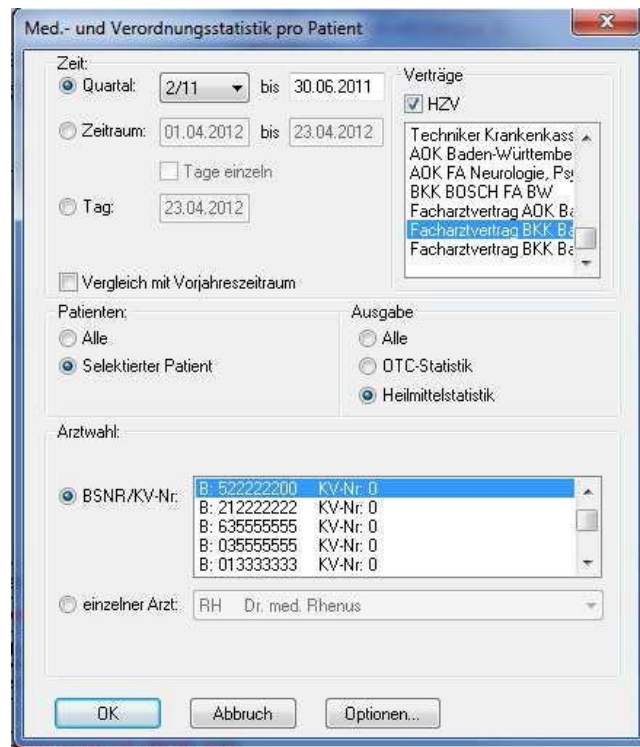 Med.- und Verordnungsstatistik pro Patient
Zeit:
Quartal: 2/11 bis 30.06.2011
Zeitraum: 01.04.2012 bis 23.04.2012
Tage einzeln
Tag: 23.04.2012
Vergleich mit Vorjahreszeitraum
Verträge
HZV
Techniker Krankenkass
AOK Baden-Württembe
AOK FA Neurologie, Psy
BKK BOSCH FA BW
Facharztvertrag AOK Ba
Facharztvertrag BKK Ba
Facharztvertrag BKK Ba
Patienten:
Alle
Selektierter Patient
Ausgabe
Alle
OTC-Statistik
Heilmittelstatistik
Arztwahl:
BSNR/KV-Nr:
B: 522222200 KV-Nr: 0
B: 212222222 KV-Nr: 0
B: 635555555 KV-Nr: 0
B: 035555555 KV-Nr: 0
B: 013333333 KV-Nr: 0
einzelner Arzt: RH Dr. med. Rhenus
OK Abbruch Optionen...